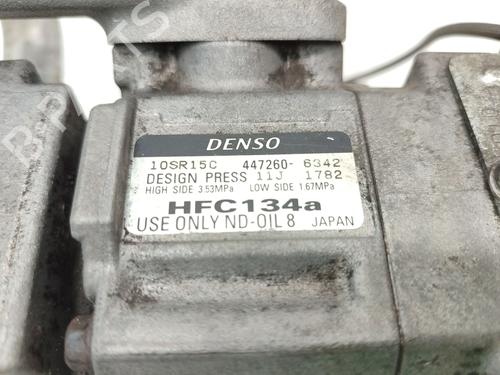 DENSO
10SR15C 447260- 6342
DESIGN PRESS 11J 1782
HIGH SIDE 3.53MPa LOW SIDE 1.67MPa
HFC134a
USE ONLY ND-OIL 8 JAPAN
B-PARTS